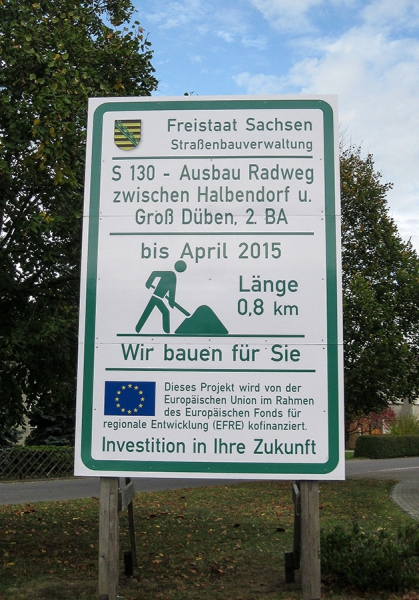 Freistaat Sachsen
Straßenbauverwaltung
S 130 - Ausbau Radweg
zwischen Halbendorf u.
Groß Düben, 2. BA
bis April 2015
Länge
0,8 km
Wir bauen für Sie
Dieses Projekt wird von der
Europäischen Union im Rahmen
des Europäischen Fonds für
regionale Entwicklung (EFRE) kofinanziert.
Investition in Ihre Zukunft